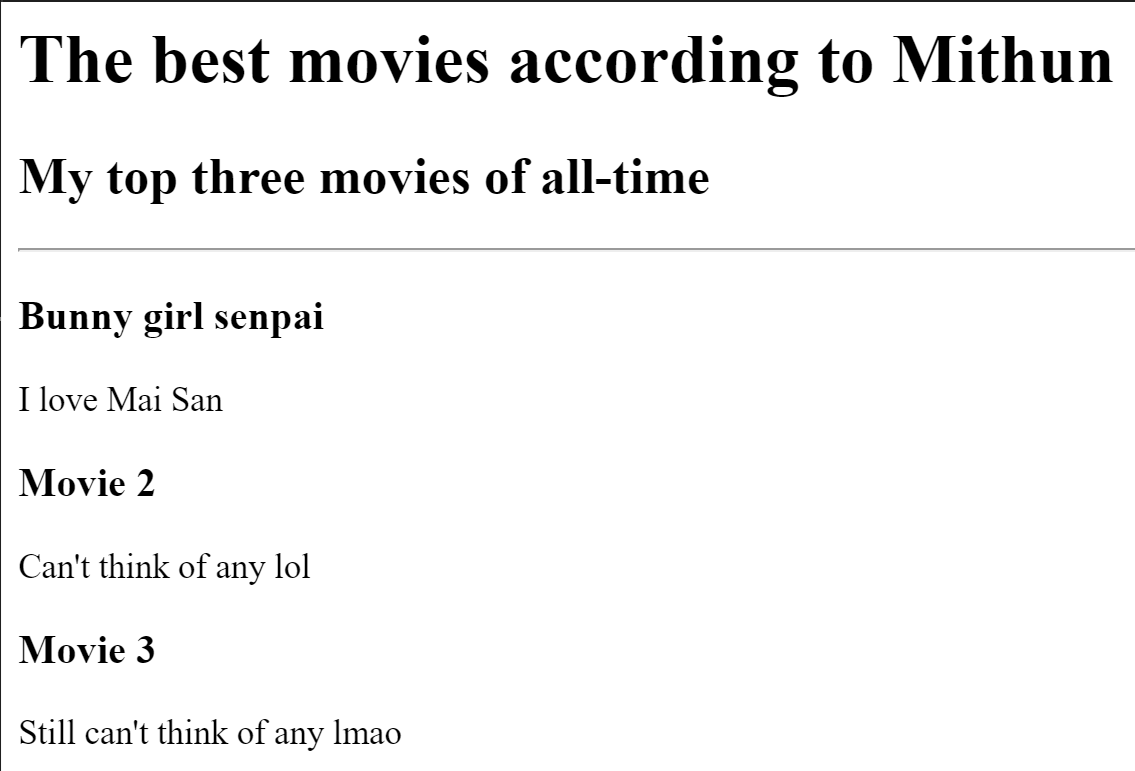 The best movies according to Mithun
My top three movies of all-time
Bunny girl senpai
I love Mai San
Movie 2
Can't think of any lol
Movie 3
Still can't think of any lmao